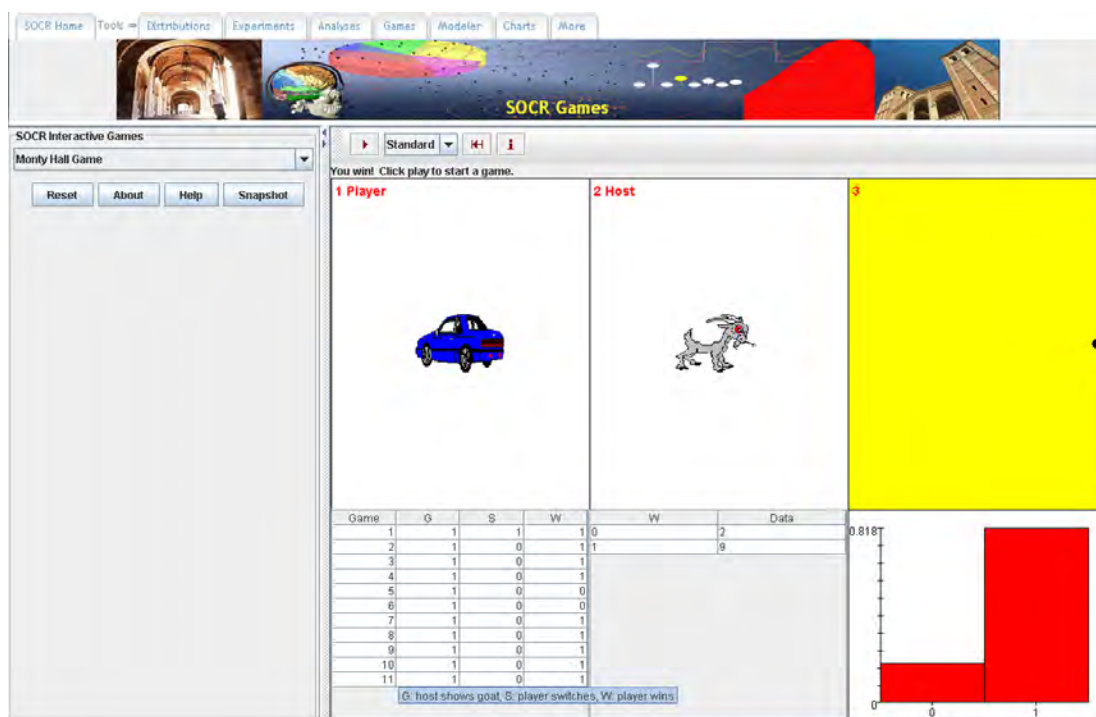 SOCR Home Tools ⇒ Distributions Experiments Analyses Games Modeler Charts More
SOCR Games
SOCR Interactive Games
Monty Hall Game
Reset About Help Snapshot
Standard
You win! Click play to start a game.
1 Player
2 Host
3
Game G S W
1 1 1 1
2 1 0 1
3 1 0 1
4 1 0 1
5 1 0 0
6 1 0 0
7 1 0 1
8 1 0 1
9 1 0 1
10 1 0 1
11 1 0 1
W Data
0 2
1 9
G: host shows goat, S: player switches, W: player wins
0.818
0
0 1